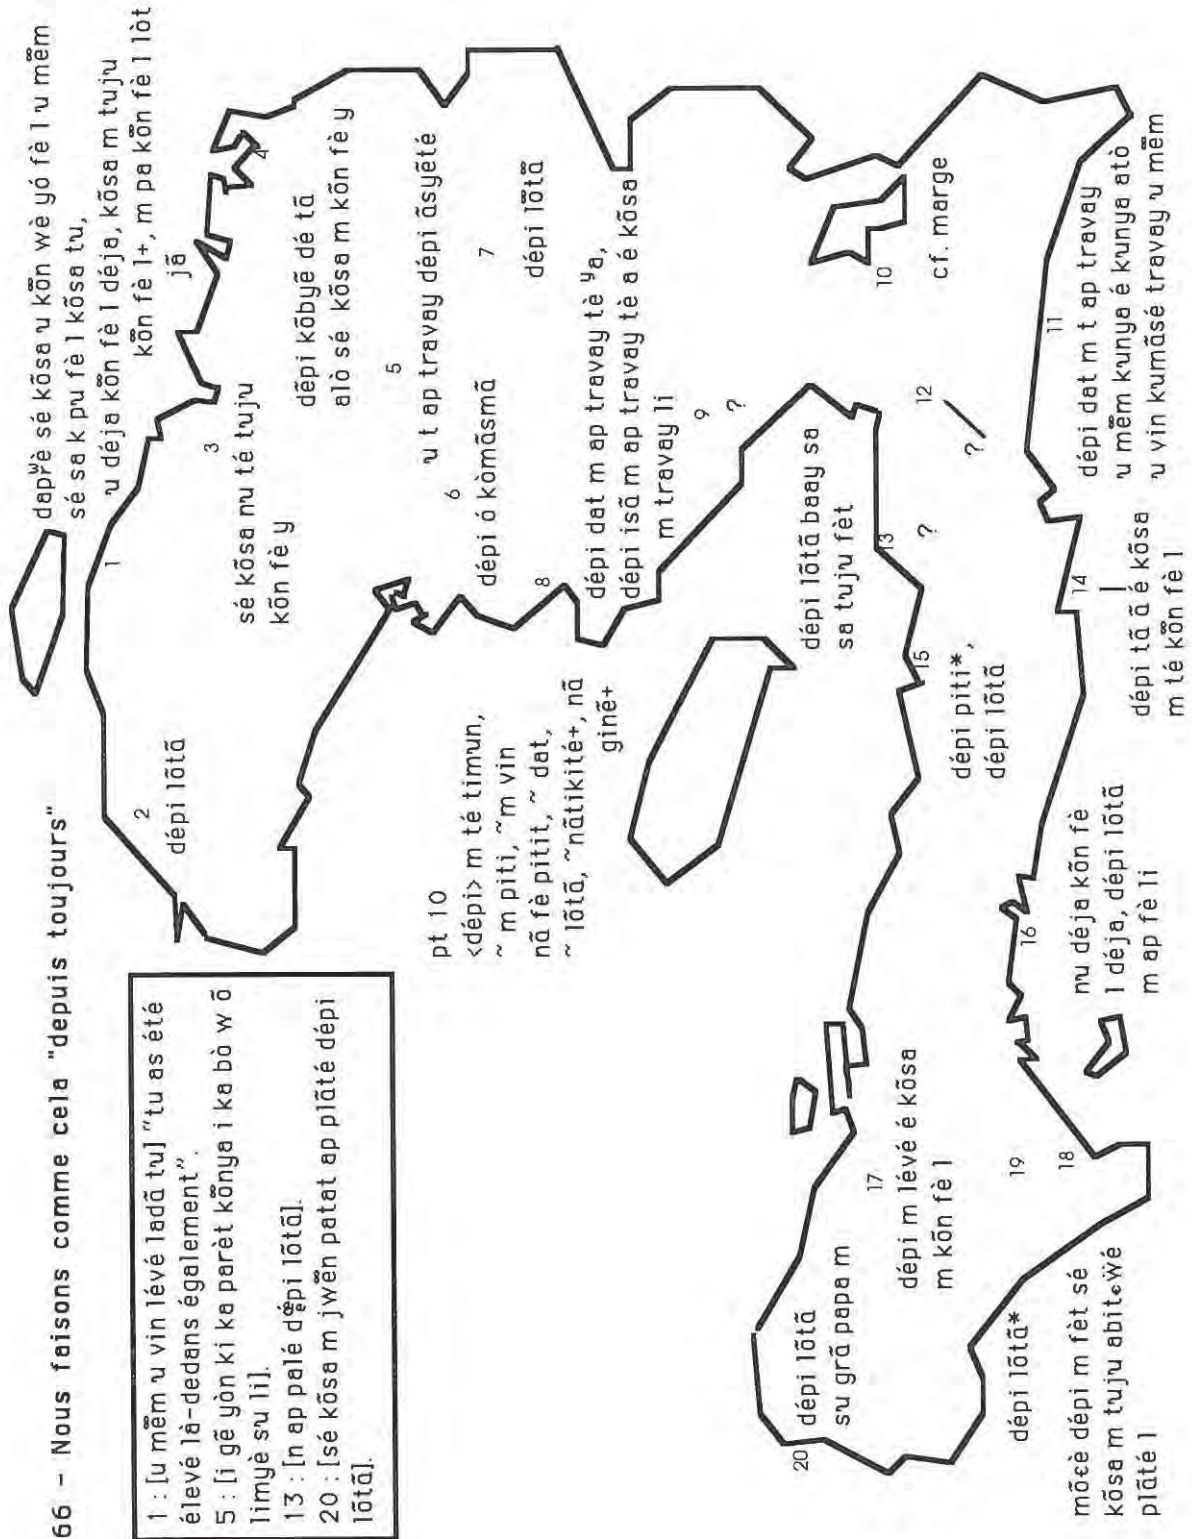 66 – Nous faisons comme cela "depuis toujours"
1 : [u mẽm u vin lévé ladã tu] "tu as été
élevé là-dedans également".
5 : [i gẽ yòn ki ka parèt kõnya i ka bò w õ
limyè su li].
13 : [n ap palé dépi lõtã].
20 : [sé kõsa m jwẽn patat ap plãté dépi
lõtã].
dapʷè sé kõsa u kõn wè yó fè l u mẽm
sé sa k pu fè l kõsa tu,
1 u déja kõn fè l déja, kõsa m tuju
kõn fè l+, m pa kõn fè l lòt
jã
2
dépi lõtã
3
sé kõsa nu té tuju
kõn fè y
4
dẽpi kõbyẽ dé tã
alò sé kõsa m kõn fè y
5
u t ap travay dépi ãsyẽté
6
dépi ó kòmãsmã
7
dépi lõtã
8
dépi dat m ap travay tè ʸa,
dépi isã m ap travay tè a é kõsa
m travay li
9
?
pt 10
<dépi> m té timun,
~ m piti, ~m vin
nã fè pitit, ~ dat,
~ lõtã, ~nãtikité+, nã
ginẽ+
10
cf. marge
11
dépi dat m t ap travay
u mẽm kunya é kunya atò
u vin kumãsé travay u mẽm
12
?
dépi lõtã baay sa
sa tuju fèt
13
?
14
dépi tã ã é kõsa
m té kõn fè l
15
dépi piti*,
dépi lõtã
16
nu déja kõn fè
l déja, dépi lõtã
m ap fè li
17
dépi m lévé é kõsa
m kõn fè l
18
mõcè dépi m fèt sé
kõsa m tuju
plãté l
19
dépi lõtã*
20
dépi lõtã
su grã papa m